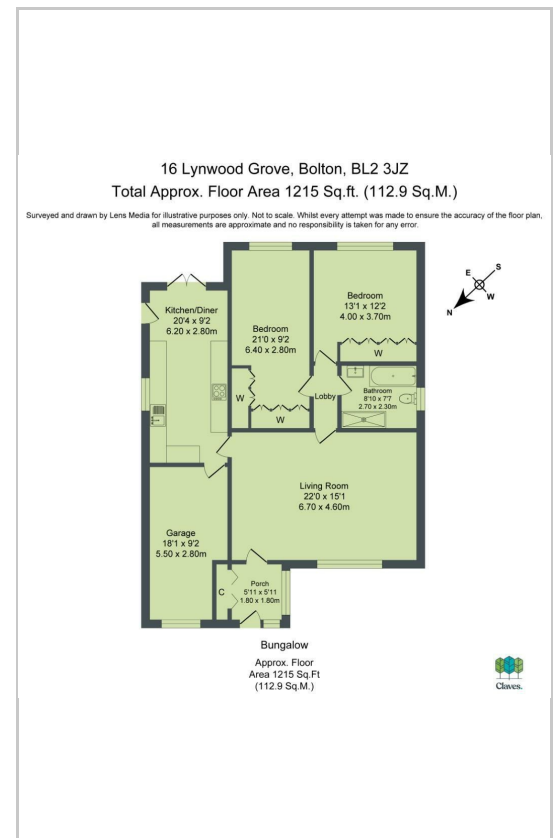 16 Lynwood Grove, Bolton, BL2 3JZ
Total Approx. Floor Area 1215 Sq.ft. (112.9 Sq.M.)
Surveyed and drawn by Lens Media for illustrative purposes only. Not to scale. Whilst every attempt was made to ensure the accuracy of the floor plan,
all measurements are approximate and no responsibility is taken for any error.
Kitchen/Diner
20'4 x 9'2
6.20 x 2.80m
Bedroom
21'0 x 9'2
6.40 x 2.80m
Bedroom
13'1 x 12'2
4.00 x 3.70m
E
S
N
W
W
W
W
Lobby
Bathroom
8'10 x 7'7
2.70 x 2.30m
Living Room
22'0 x 15'1
6.70 x 4.60m
Garage
18'1 x 9'2
5.50 x 2.80m
C
Porch
5'11 x 5'11
1.80 x 1.80m
Bungalow
Approx. Floor
Area 1215 Sq.Ft
(112.9 Sq.M.)
Claves.